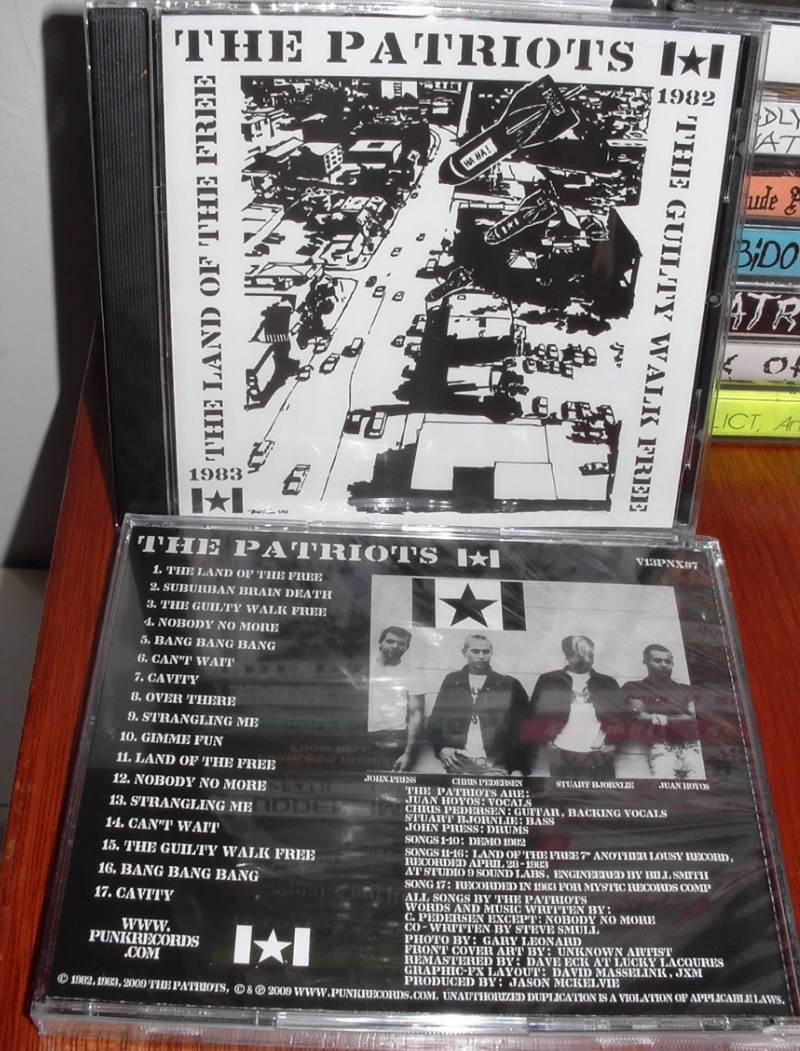 THE PATRIOTS
1982
THE LAND OF THE FREE
THE GUILTY WALK FREE
HA HA!
1983
THE PATRIOTS
V13PNX#7
1. THE LAND OF THE FREE
2. SUBURBAN BRAIN DEATH
3. THE GUILTY WALK FREE
4. NOBODY NO MORE
5. BANG BANG BANG
6. CAN'T WAIT
7. CAVITY
8. OVER THERE
9. STRANGLING ME
10. GIMME FUN
11. LAND OF THE FREE
12. NOBODY NO MORE
13. STRANGLING ME
14. CAN'T WAIT
15. THE GUILTY WALK FREE
16. BANG BANG BANG
17. CAVITY
WWW.
PUNKRECORDS
.COM
JOHN PRESS CHRIS PEDERSEN STUART BJORNLIE JUAN HOYOS
THE PATRIOTS ARE:
JUAN HOYOS: VOCALS
CHRIS PEDERSEN: GUITAR, BACKING VOCALS
STUART BJORNLIE: BASS
JOHN PRESS: DRUMS
SONGS 1-10: DEMO 1982
SONGS 11-16: LAND OF THE FREE 7" ANOTHER LOUSY RECORD,
RECORDED APRIL 28-1983
AT STUDIO 9 SOUND LABS, ENGINEERED BY BILL SMITH
SONG 17: RECORDED IN 1983 FOR MYSTIC RECORDS COMP
ALL SONGS BY THE PATRIOTS
WORDS AND MUSIC WRITTEN BY:
C. PEDERSEN EXCEPT: NOBODY NO MORE
CO-WRITTEN BY STEVE SMULL
PHOTO BY: GARY LEONARD
FRONT COVER ART BY: UNKNOWN ARTIST
REMASTERED BY: DAVE ECK AT LUCKY LACQURES
GRAPHIC-FX LAYOUT: DAVID MASSELINK, JXM
PRODUCED BY: JASON MCKELVIE
© 1982, 1983, 2009 THE PATRIOTS, © & ℗ 2009 WWW.PUNKRECORDS.COM, UNAUTHORIZED DUPLICATION IS A VIOLATION OF APPLICABLE LAWS.